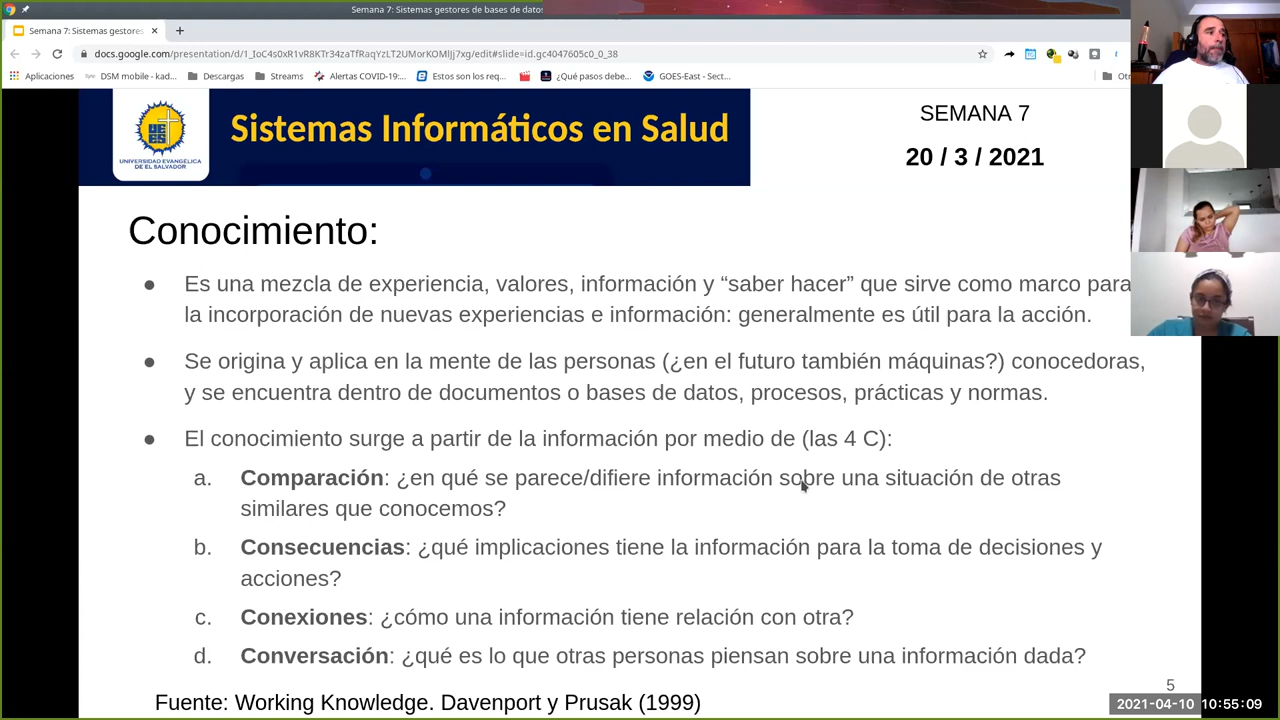 Semana 7: Sistemas gestores de bases de datos
Semana 7: Sistemas gestores
docs.google.com/presentation/d/1_IoC4s0xR1vR8KTr34zaTfRaqYzLT2UMorKOMlJj7xg/edit#slide=id.gc4047605c0_0_38
Aplicaciones
DSM mobile - kad...
Descargas
Streams
Alertas COVID-19:...
Estos son los req...
¿Qué pasos debe...
GOES-East - Sect...
Otr
UNIVERSIDAD EVANGÉLICA
DE EL SALVADOR
Sistemas Informáticos en Salud
SEMANA 7
20 / 3 / 2021
Conocimiento:
● Es una mezcla de experiencia, valores, información y “saber hacer” que sirve como marco para
la incorporación de nuevas experiencias e información: generalmente es útil para la acción.
● Se origina y aplica en la mente de las personas (¿en el futuro también máquinas?) conocedoras,
y se encuentra dentro de documentos o bases de datos, procesos, prácticas y normas.
● El conocimiento surge a partir de la información por medio de (las 4 C):
a. Comparación: ¿en qué se parece/difiere información sobre una situación de otras
similares que conocemos?
b. Consecuencias: ¿qué implicaciones tiene la información para la toma de decisiones y
acciones?
c. Conexiones: ¿cómo una información tiene relación con otra?
d. Conversación: ¿qué es lo que otras personas piensan sobre una información dada?
Fuente: Working Knowledge. Davenport y Prusak (1999)
5
2021-04-10 10:55:09